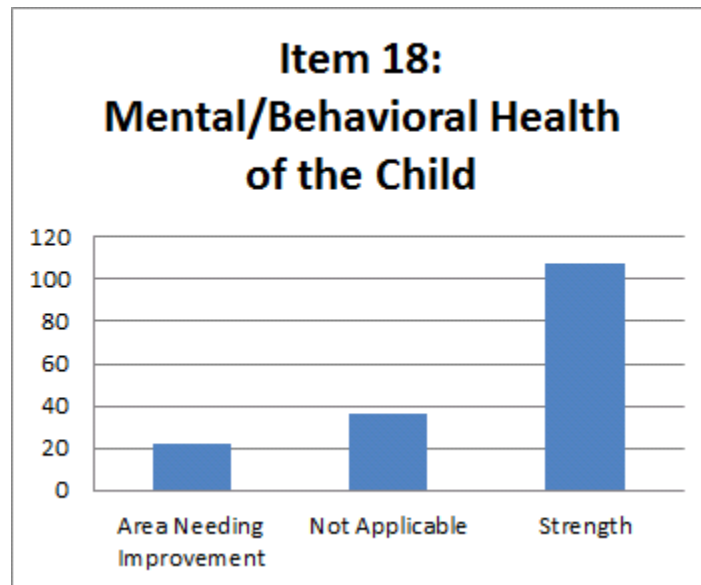 Item 18:
Mental/Behavioral Health
of the Child
120
100
80
60
40
20
0
Area Needing
Improvement
Not Applicable
Strength